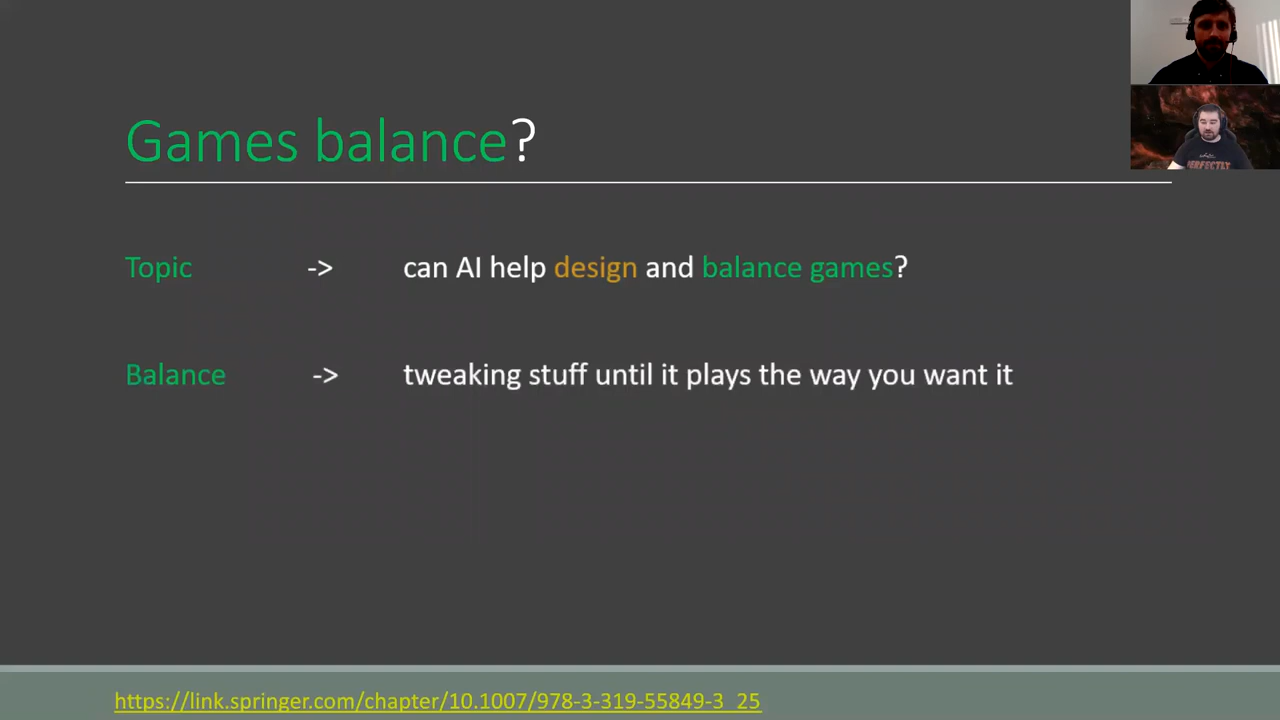 Games balance?
Topic -> can AI help design and balance games?
Balance -> tweaking stuff until it plays the way you want it
https://link.springer.com/chapter/10.1007/978-3-319-55849-3_25
PERFECTLY